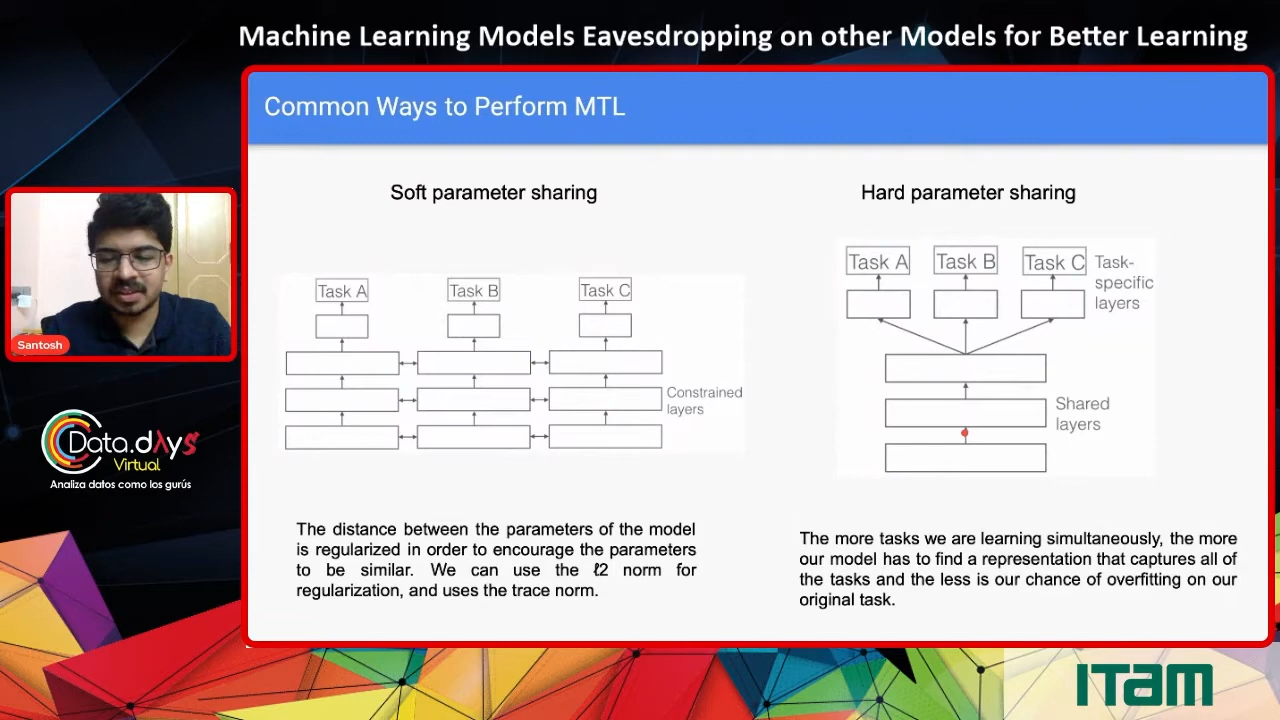 Machine Learning Models Eavesdropping on other Models for Better Learning
Common Ways to Perform MTL
Soft parameter sharing
Task A
Task B
Task C
Constrained
layers
The distance between the parameters of the model
is regularized in order to encourage the parameters
to be similar. We can use the ℓ2 norm for
regularization, and uses the trace norm.
Hard parameter sharing
Task A
Task B
Task C
Task-
specific
layers
Shared
layers
The more tasks we are learning simultaneously, the more
our model has to find a representation that captures all of
the tasks and the less is our chance of overfitting on our
original task.
Santosh
Data.dλys
Virtual
Analiza datos como los gurús
ITam